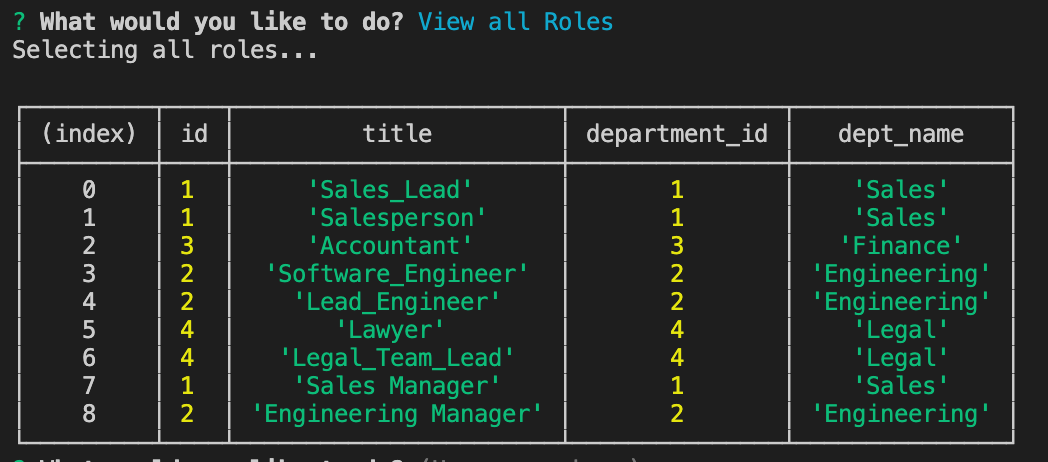 ? What would you like to do? View all Roles
Selecting all roles...
(index) id title department_id dept_name
0 1 'Sales_Lead' 1 'Sales'
1 1 'Salesperson' 1 'Sales'
2 3 'Accountant' 3 'Finance'
3 2 'Software_Engineer' 2 'Engineering'
4 2 'Lead_Engineer' 2 'Engineering'
5 4 'Lawyer' 4 'Legal'
6 4 'Legal_Team_Lead' 4 'Legal'
7 1 'Sales Manager' 1 'Sales'
8 2 'Engineering Manager' 2 'Engineering'